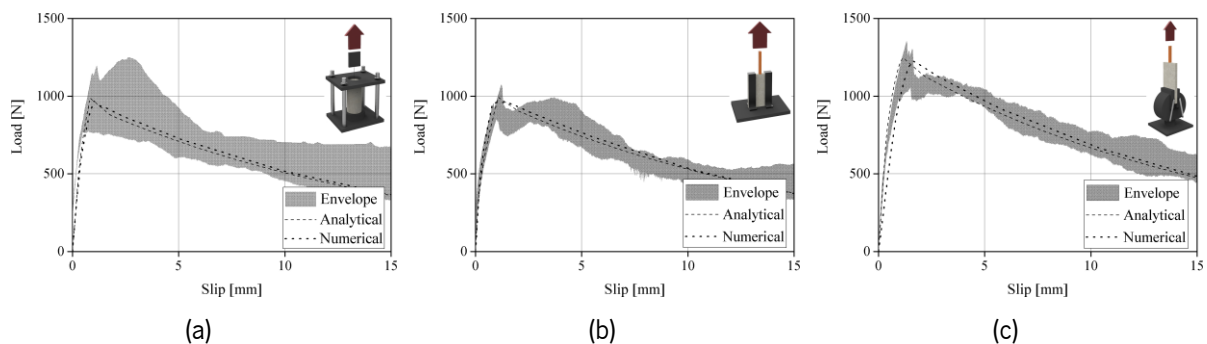 1500
1000
500
0
Load [N]
0
5
10
15
Slip [mm]
Envelope
Analytical
Numerical
(a)
1500
1000
500
0
Load [N]
0
5
10
15
Slip [mm]
Envelope
Analytical
Numerical
(b)
1500
1000
500
0
Load [N]
0
5
10
15
Slip [mm]
Envelope
Analytical
Numerical
(c)